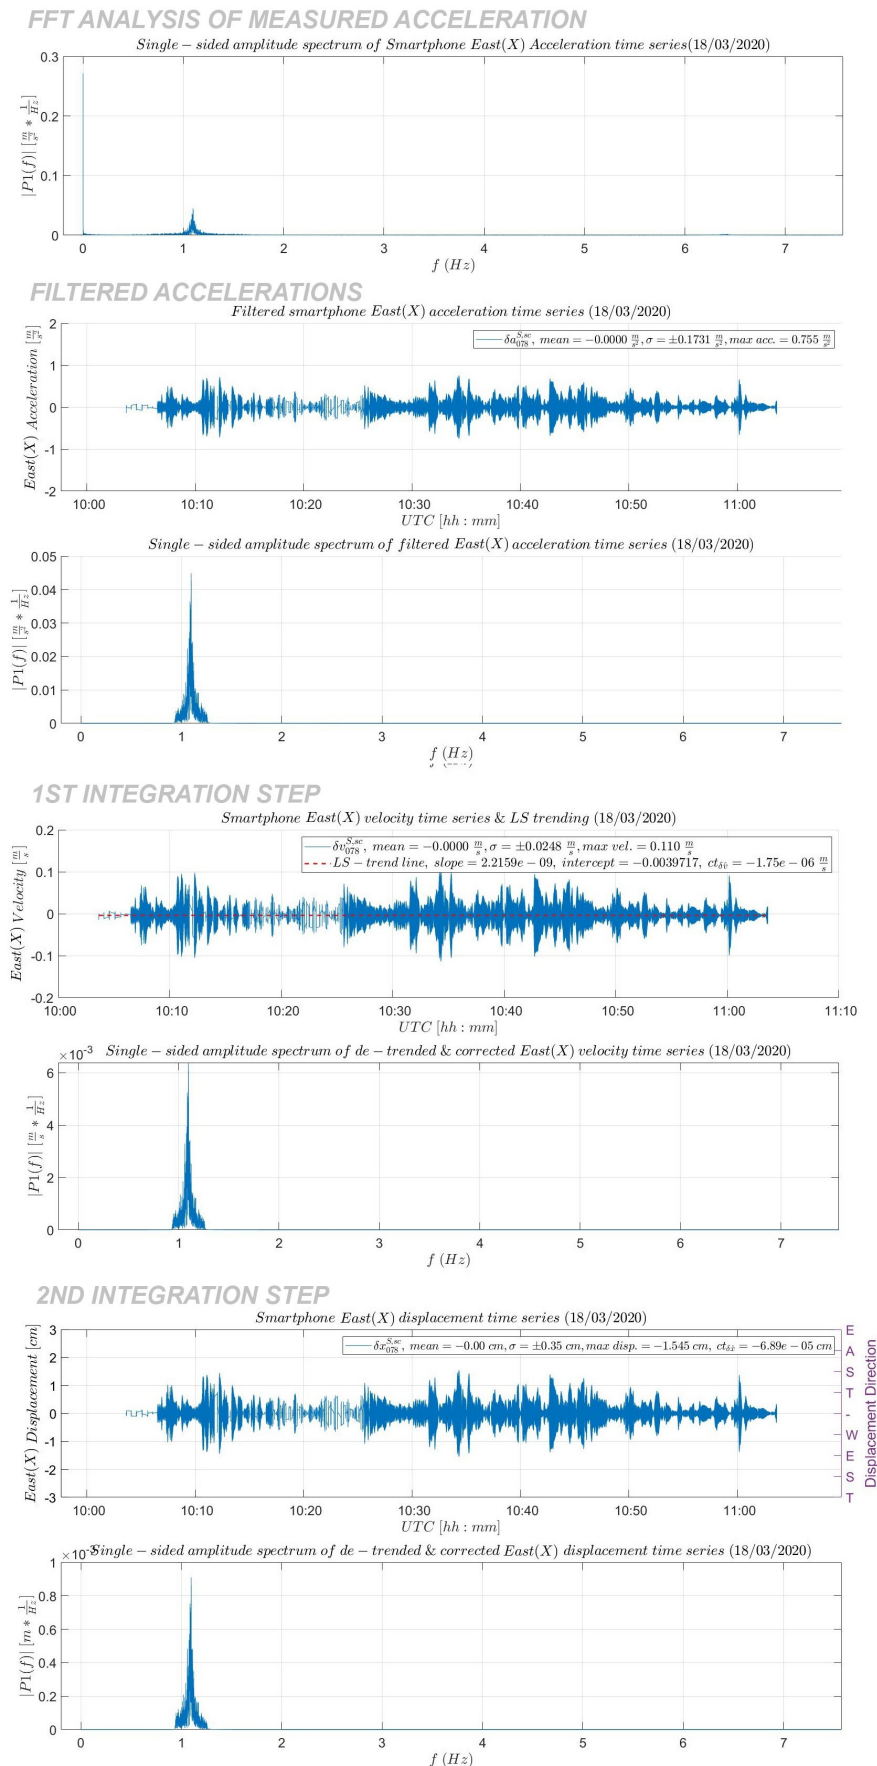 FFT ANALYSIS OF MEASURED ACCELERATION
Single − sided amplitude spectrum of Smartphone East(X) Acceleration time series(18/03/2020)
|P1(f)| [m/s² * 1/Hz]
0.3
0.2
0.1
0
0 1 2 3 4 5 6 7
f (Hz)
FILTERED ACCELERATIONS
Filtered smartphone East(X) acceleration time series (18/03/2020)
East(X) Acceleration [m/s²]
2
1
0
-1
-2
δa^{S,sc}_{078}, mean = −0.0000 m/s², σ = ±0.1731 m/s², max acc. = 0.755 m/s²
10:00 10:10 10:20 10:30 10:40 10:50 11:00
UTC [hh : mm]
Single − sided amplitude spectrum of filtered East(X) acceleration time series (18/03/2020)
|P1(f)| [m/s² * 1/Hz]
0.05
0.04
0.03
0.02
0.01
0
0 1 2 3 4 5 6 7
f (Hz)
1ST INTEGRATION STEP
Smartphone East(X) velocity time series & LS trending (18/03/2020)
East(X) Velocity [m/s]
0.2
0.1
0
-0.1
-0.2
δv^{S,sc}_{078}, mean = −0.0000 m/s, σ = ±0.0248 m/s, max vel. = 0.110 m/s
LS − trend line, slope = 2.2159e − 09, intercept = −0.0039717, ct_{δv̂} = −1.75e − 06 m/s
10:00 10:10 10:20 10:30 10:40 10:50 11:00 11:10
UTC [hh : mm]
×10⁻³ Single − sided amplitude spectrum of de − trended & corrected East(X) velocity time series (18/03/2020)
|P1(f)| [m/s * 1/Hz]
6
4
2
0
0 1 2 3 4 5 6 7
f (Hz)
2ND INTEGRATION STEP
Smartphone East(X) displacement time series (18/03/2020)
East(X) Displacement [cm]
3
2
1
0
-1
-2
-3
δx^{S,sc}_{078}, mean = −0.00 cm, σ = ±0.35 cm, max disp. = −1.545 cm, ct_{δx̂} = −6.89e − 05 cm
EAST-WEST
Displacement Direction
10:00 10:10 10:20 10:30 10:40 10:50 11:00
UTC [hh : mm]
×10 Single − sided amplitude spectrum of de − trended & corrected East(X) displacement time series (18/03/2020)
|P1(f)| [m * 1/Hz]
1
0.8
0.6
0.4
0.2
0
0 1 2 3 4 5 6 7
f (Hz)